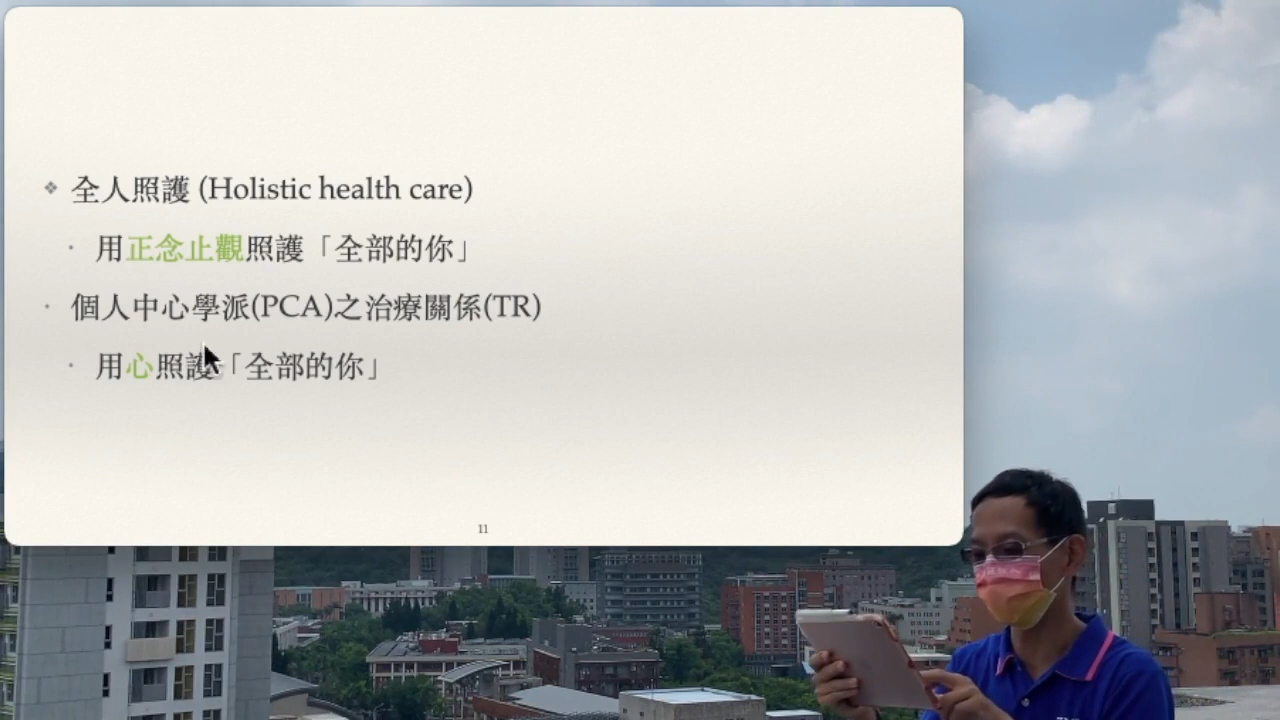 全人照護 (Holistic health care)
用正念止觀照護「全部的你」
個人中心學派(PCA)之治療關係(TR)
用心照護「全部的你」
11